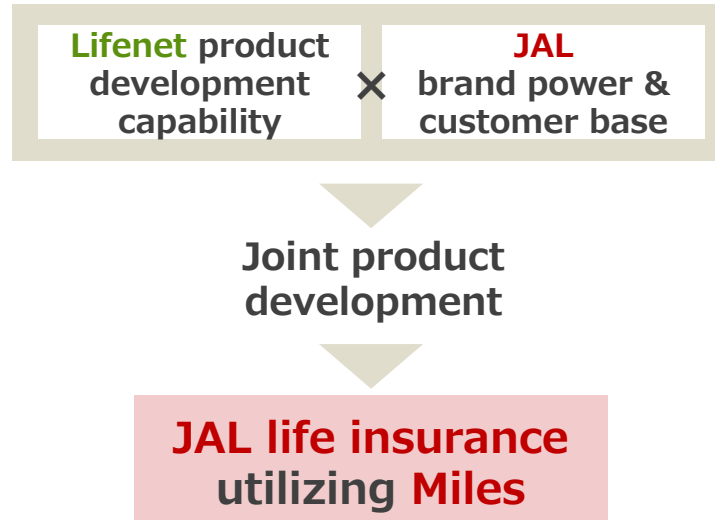 Lifenet product
development
capability
×
JAL
brand power &
customer base
Joint product
development
JAL life insurance
utilizing Miles